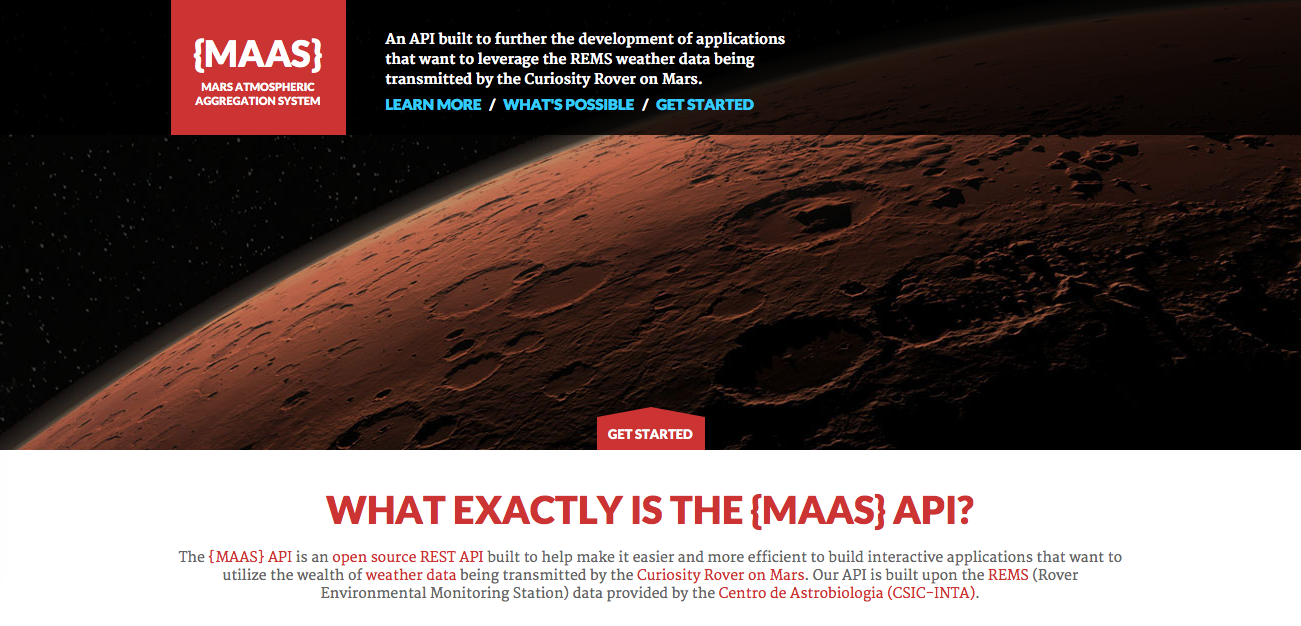 {MAAS}
MARS ATMOSPHERIC
AGGREGATION SYSTEM
An API built to further the development of applications
that want to leverage the REMS weather data being
transmitted by the Curiosity Rover on Mars.
LEARN MORE / WHAT'S POSSIBLE / GET STARTED
GET STARTED
WHAT EXACTLY IS THE {MAAS} API?
The {MAAS} API is an open source REST API built to help make it easier and more efficient to build interactive applications that want to
utilize the wealth of weather data being transmitted by the Curiosity Rover on Mars. Our API is built upon the REMS (Rover
Environmental Monitoring Station) data provided by the Centro de Astrobiologia (CSIC-INTA).